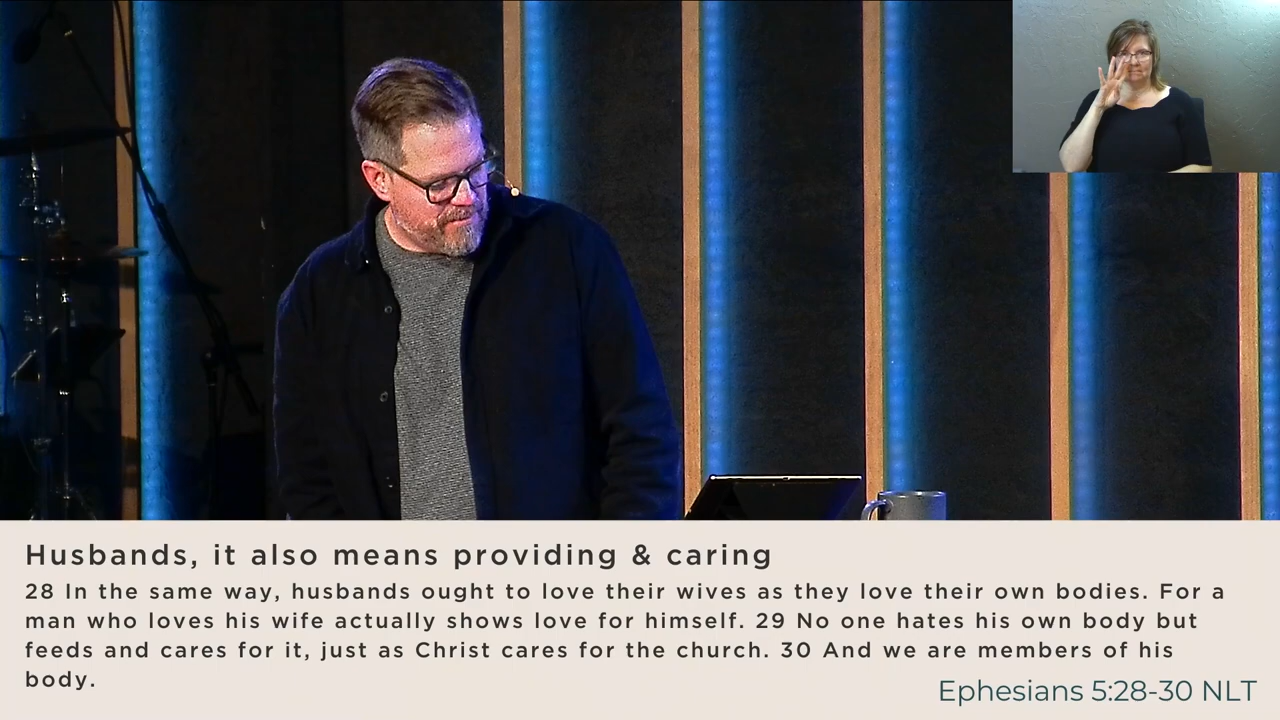 Husbands, it also means providing & caring
28 In the same way, husbands ought to love their wives as they love their own bodies. For a
man who loves his wife actually shows love for himself. 29 No one hates his own body but
feeds and cares for it, just as Christ cares for the church. 30 And we are members of his
body.
Ephesians 5:28-30 NLT